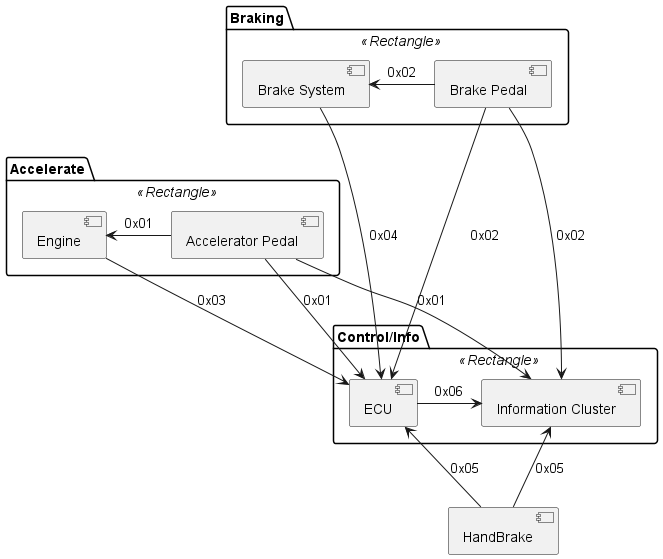 Braking
«Rectangle»
Brake System
0x02
Brake Pedal
Accelerate
«Rectangle»
Engine
0x01
Accelerator Pedal
0x04
0x02
0x02
0x03
0x01
0x01
Control/Info
«Rectangle»
ECU
0x06
Information Cluster
0x05
0x05
HandBrake